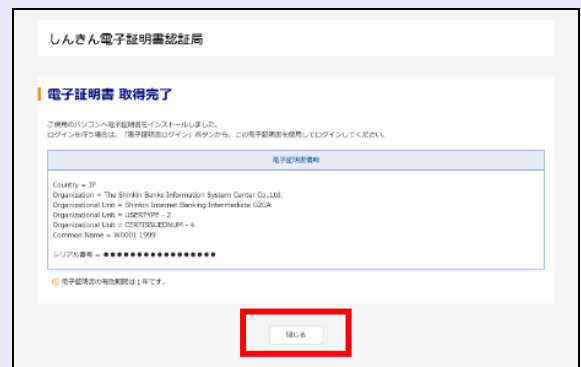 しんきん電子証明書認証局
電子証明書 取得完了
ご使用のパソコンへ電子証明書をインストールしました。
ログインを行う場合は、「電子証明書ログイン」ボタンから、この電子証明書を使用してログインしてください。
電子証明書情報
Country = JP
Organization = The Shinkin Banks Information System Center Co.,Ltd.
Organizational Unit = Shinkin Internet Banking Intermediate G2CA
Organizational Unit = USERTYPE - 2
Organizational Unit = CERTISSUEDNUM - 4
Common Name = W0001 1999
シリアル番号 = ●●●●●●●●●●●●●●●●●
電子証明書の有効期間は1年です。
閉じる